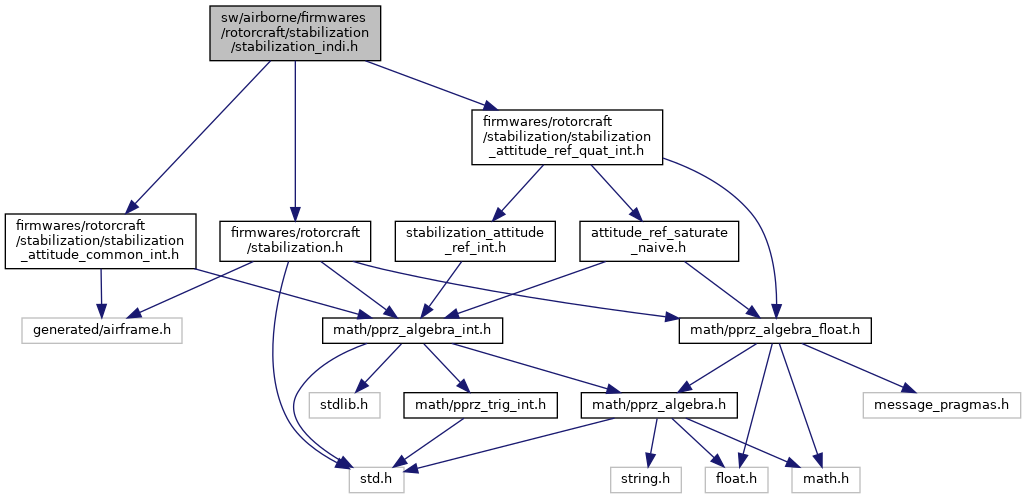 sw/airborne/firmwares
/rotorcraft/stabilization
/stabilization_indi.h
firmwares/rotorcraft
/stabilization/stabilization
_attitude_ref_quat_int.h
firmwares/rotorcraft
/stabilization/stabilization
_attitude_common_int.h
firmwares/rotorcraft
/stabilization.h
stabilization_attitude
_ref_int.h
attitude_ref_saturate
_naive.h
generated/airframe.h
math/pprz_algebra_int.h
math/pprz_algebra_float.h
stdlib.h
math/pprz_trig_int.h
math/pprz_algebra.h
message_pragmas.h
std.h
string.h
float.h
math.h